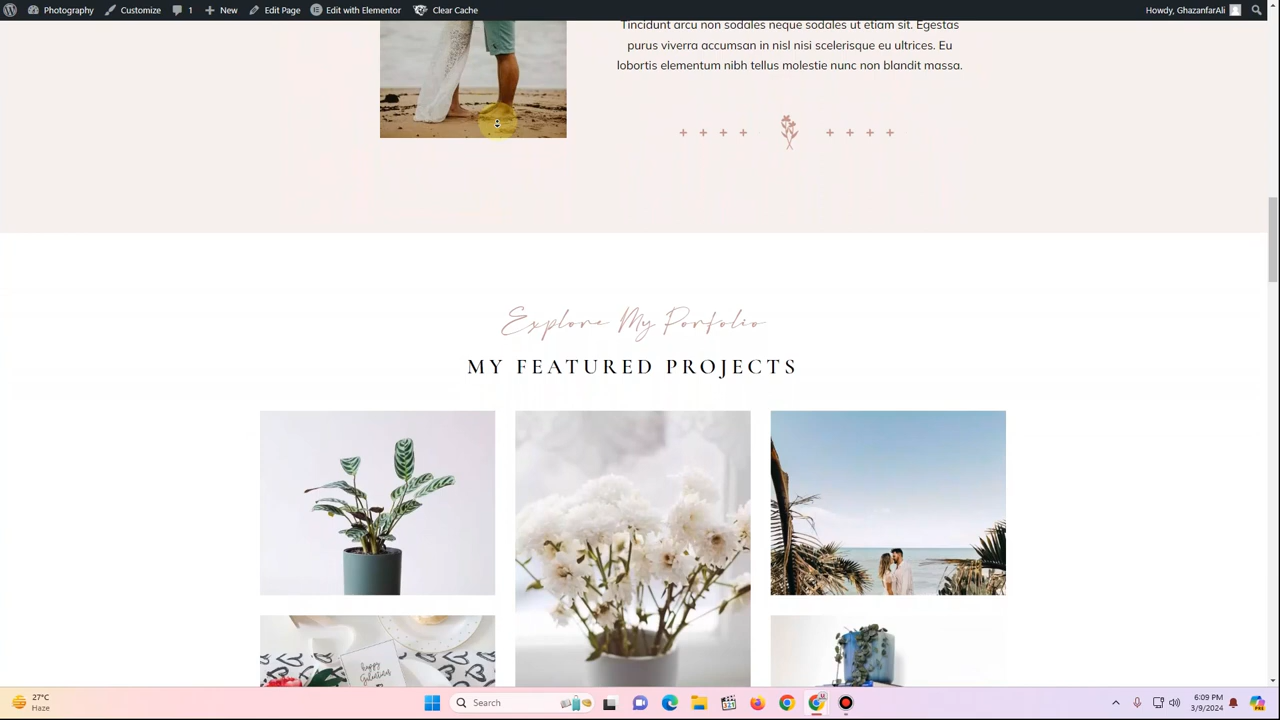 Photography Customize 1 New Edit Page Edit with Elementor Clear Cache Howdy, GhazanfarAli
Tincidunt arcu non sodales neque sodales ut etiam sit. Egestas
purus viverra accumsan in nisl nisi scelerisque eu ultrices. Eu
lobortis elementum nibh tellus molestie nunc non blandit massa.
Explore My Porfolio
MY FEATURED PROJECTS
happy
27°C
Haze
Search
6:09 PM
3/9/2024